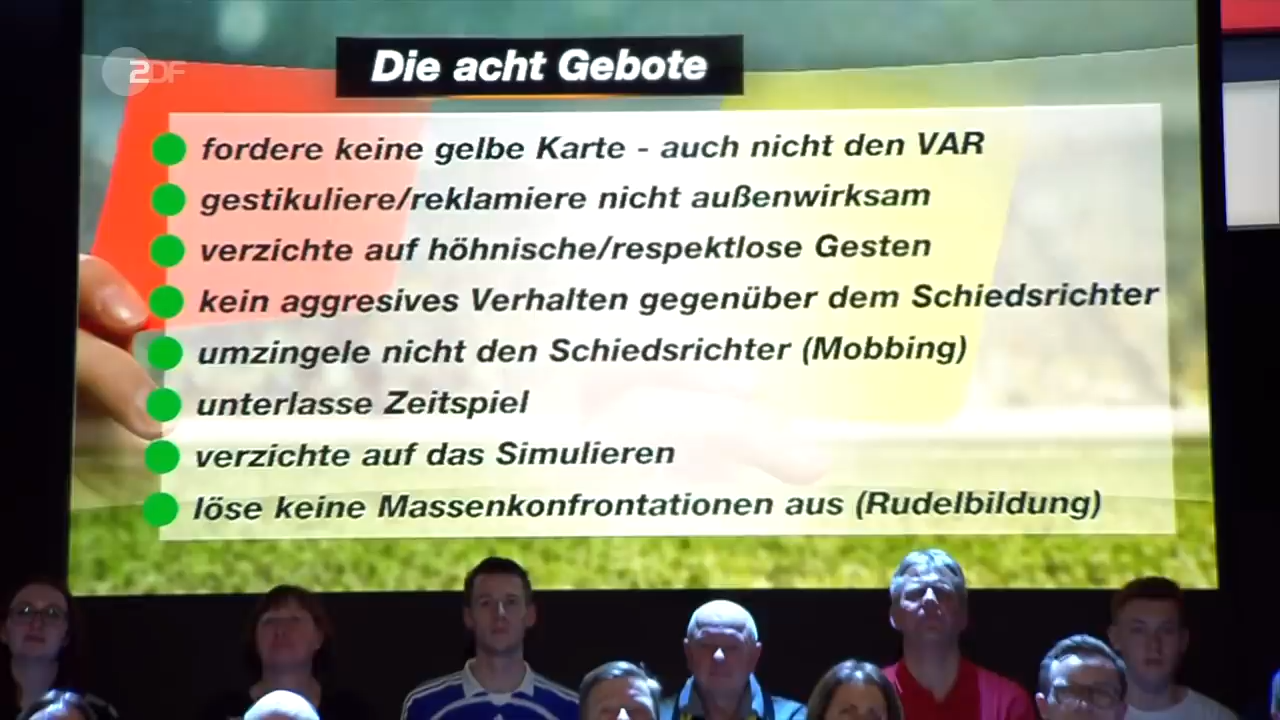 ZDF
Die acht Gebote
fordere keine gelbe Karte - auch nicht den VAR
gestikuliere/reklamiere nicht außenwirksam
verzichte auf höhnische/respektlose Gesten
kein aggresives Verhalten gegenüber dem Schiedsrichter
umzingele nicht den Schiedsrichter (Mobbing)
unterlasse Zeitspiel
verzichte auf das Simulieren
löse keine Massenkonfrontationen aus (Rudelbildung)